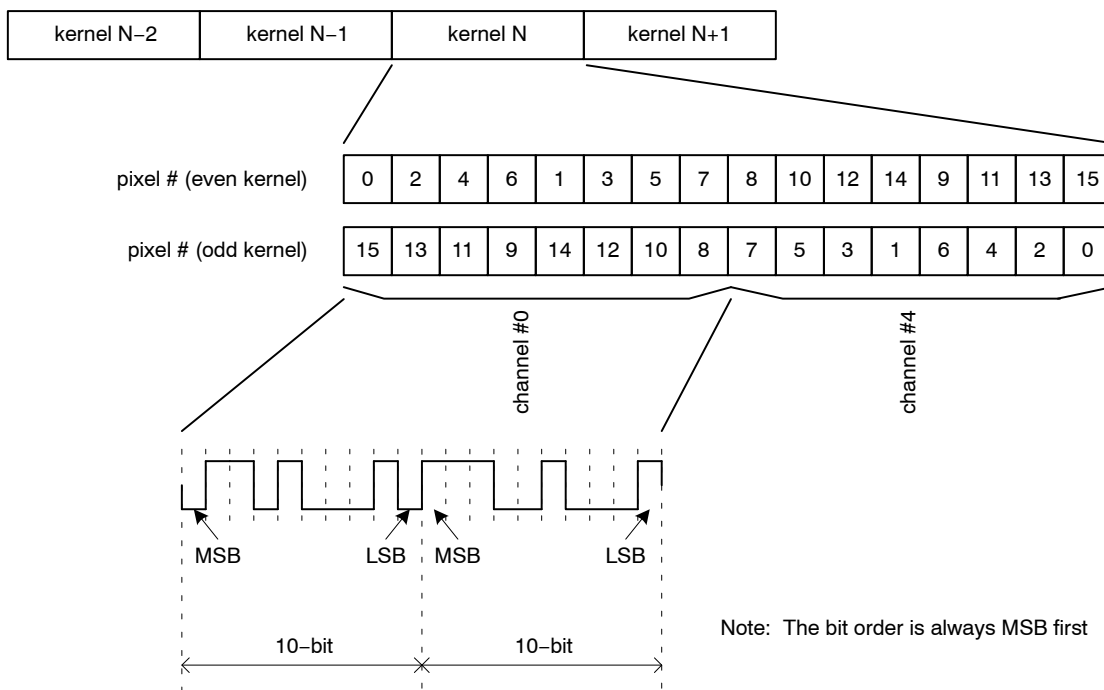 kernel N−2 kernel N−1 kernel N kernel N+1
pixel # (even kernel) 0 2 4 6 1 3 5 7 8 10 12 14 9 11 13 15
pixel # (odd kernel) 15 13 11 9 14 12 10 8 7 5 3 1 6 4 2 0
channel #0 channel #4
MSB LSB MSB LSB
Note: The bit order is always MSB first
10−bit 10−bit